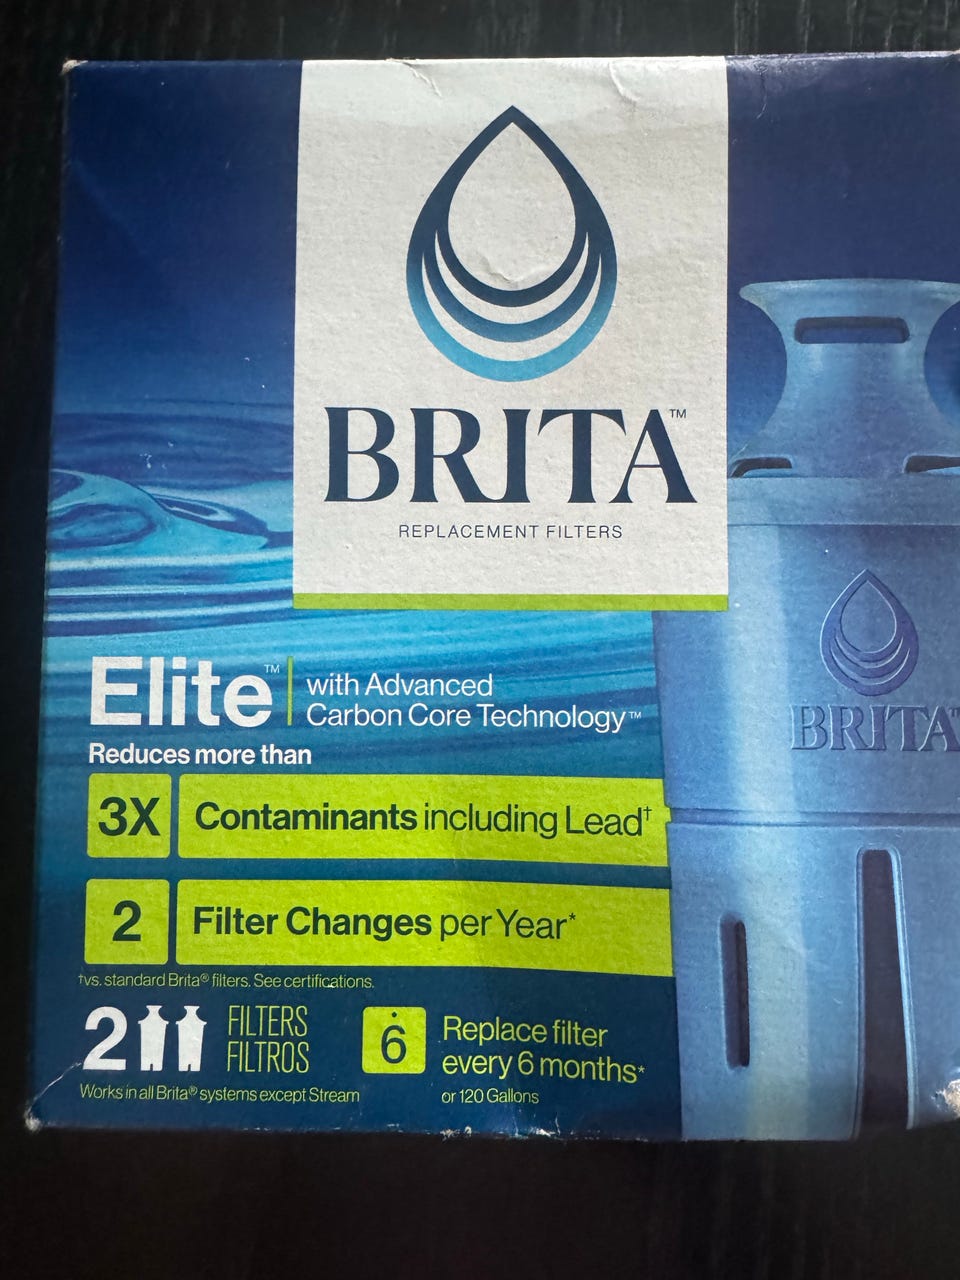 BRITA™
REPLACEMENT FILTERS
Elite™
with Advanced
Carbon Core Technology™
Reduces more than
3X Contaminants including Lead†
2 Filter Changes per Year*
†vs. standard Brita® filters. See certifications.
2 FILTERS
FILTROS
Works in all Brita® systems except Stream
6
Replace filter
every 6 months*
or 120 Gallons
BRITA™